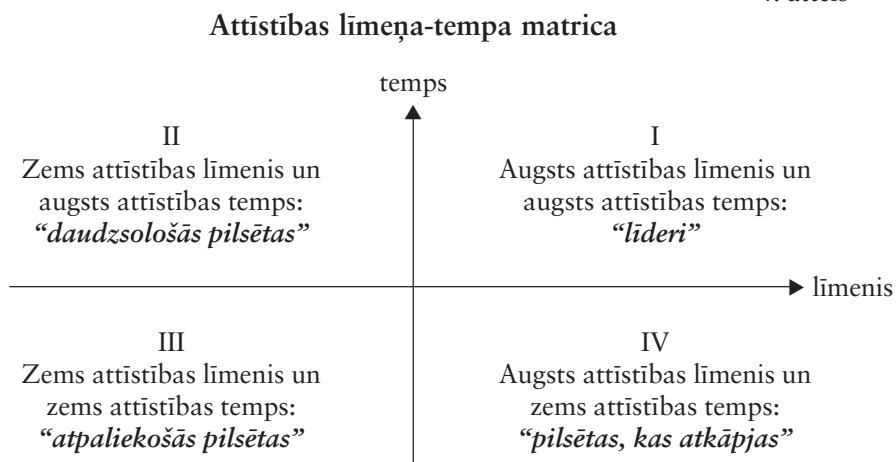 Attīstības līmeņa-tempa matrica
temps
II
Zems attīstības līmenis un
augsts attīstības temps:
“daudzsološās pilsētas”
I
Augsts attīstības līmenis un
augsts attīstības temps:
“līderi”
līmenis
III
Zems attīstības līmenis un
zems attīstības temps:
“atpaliekošās pilsētas”
IV
Augsts attīstības līmenis un
zems attīstības temps:
“pilsētas, kas atkāpjas”